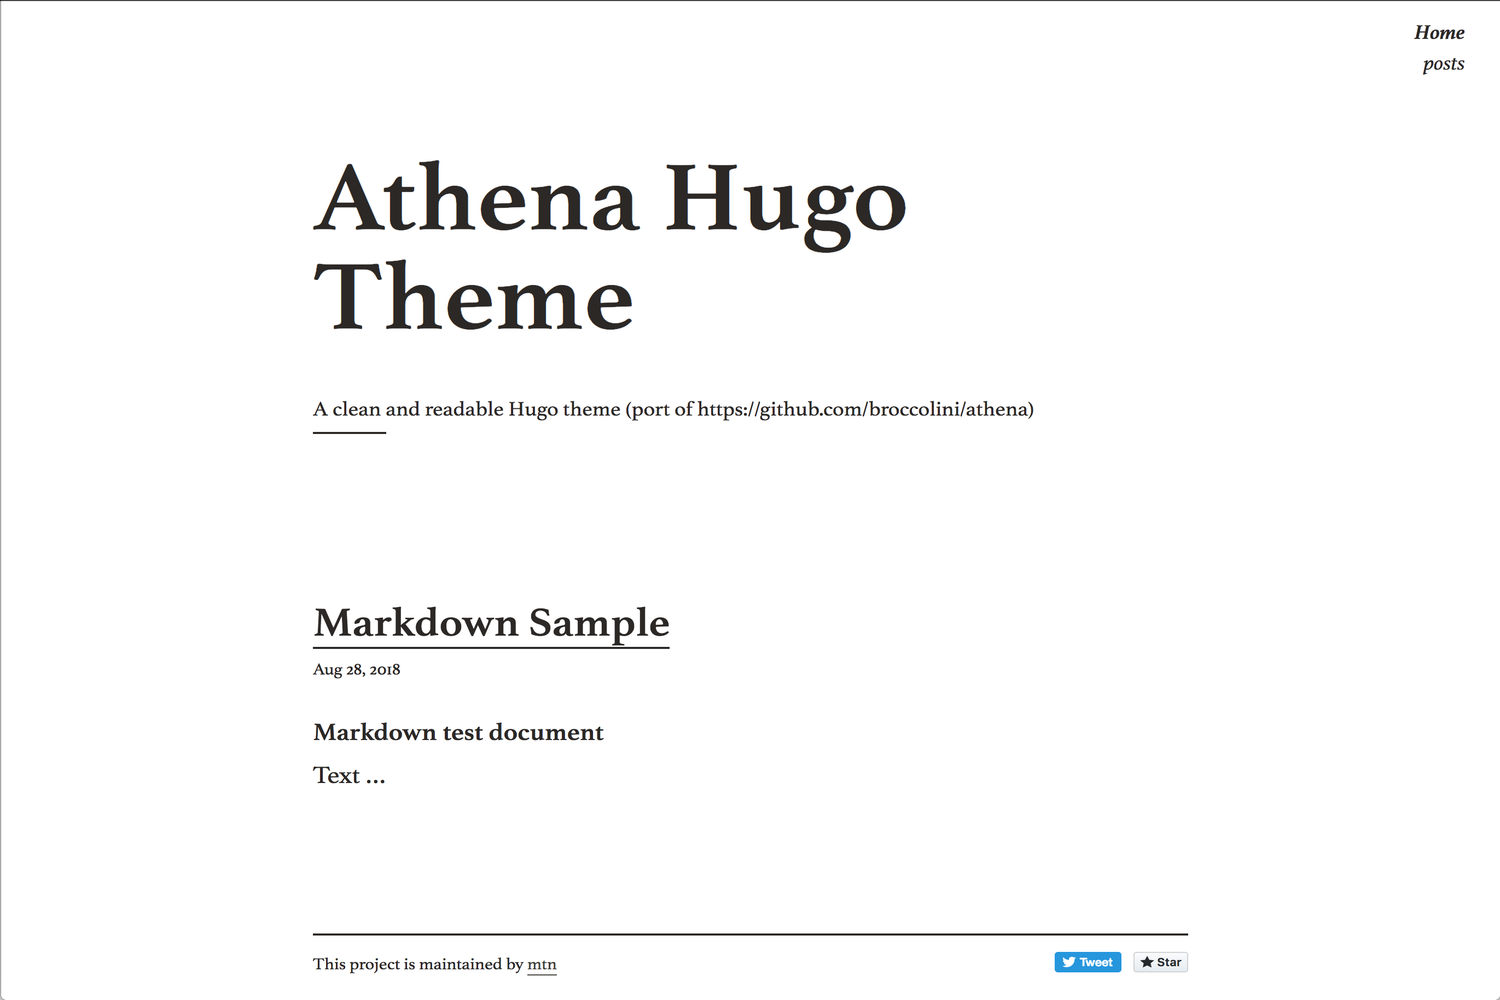 Home
posts
Athena Hugo
Theme
A clean and readable Hugo theme (port of https://github.com/broccolini/athena)
Markdown Sample
Aug 28, 2018
Markdown test document
Text ...
This project is maintained by mtn
Tweet
Star